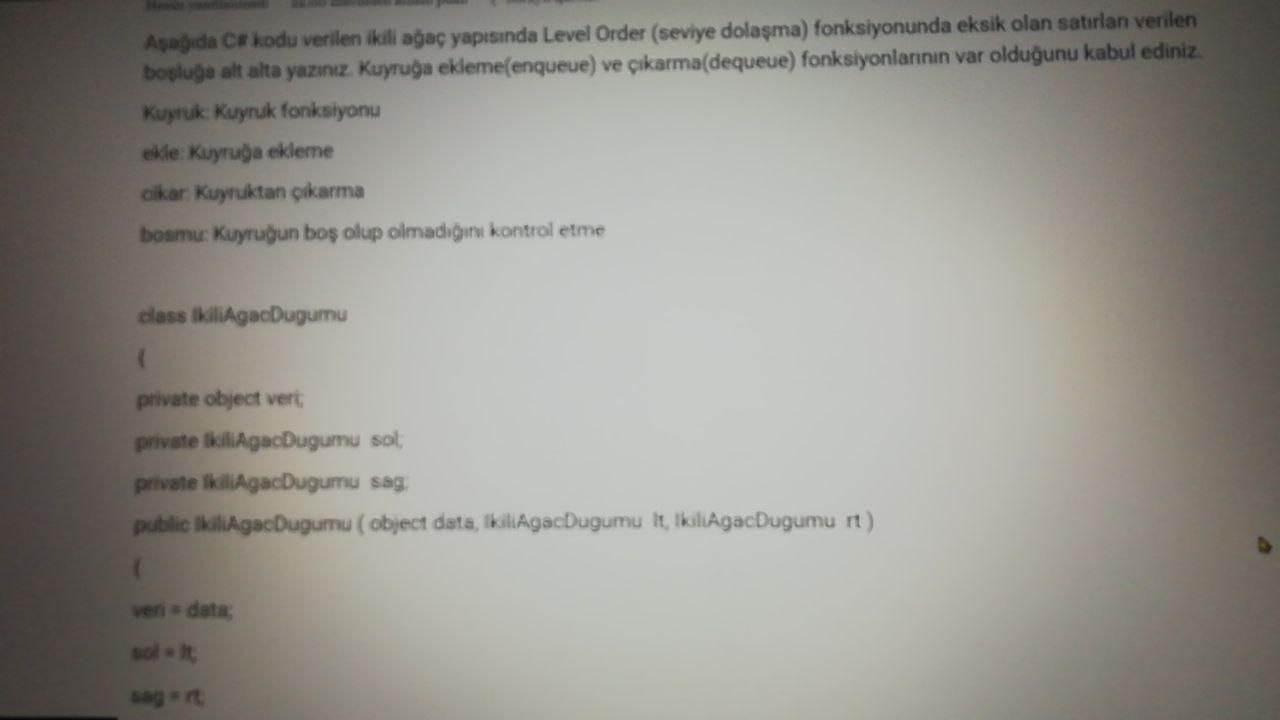 Aşağıda C# kodu verilen ikili ağaç yapısında Level Order (seviye dolaşma) fonksiyonunda eksik olan satırları verilen
boşluğa alt alta yazınız. Kuyruğa ekleme(enqueue) ve çıkarma(dequeue) fonksiyonlarının var olduğunu kabul ediniz.
Kuyruk: Kuyruk fonksiyonu
ekle: Kuyruğa ekleme
cikar: Kuyruktan çıkarma
bosmu: Kuyruğun boş olup olmadığını kontrol etme
class IkiliAgacDugumu
{
private object veri;
private IkiliAgacDugumu sol;
private IkiliAgacDugumu sag;
public IkiliAgacDugumu ( object data, IkiliAgacDugumu lt, IkiliAgacDugumu rt )
{
veri = data;
sol = lt;
sag = rt;